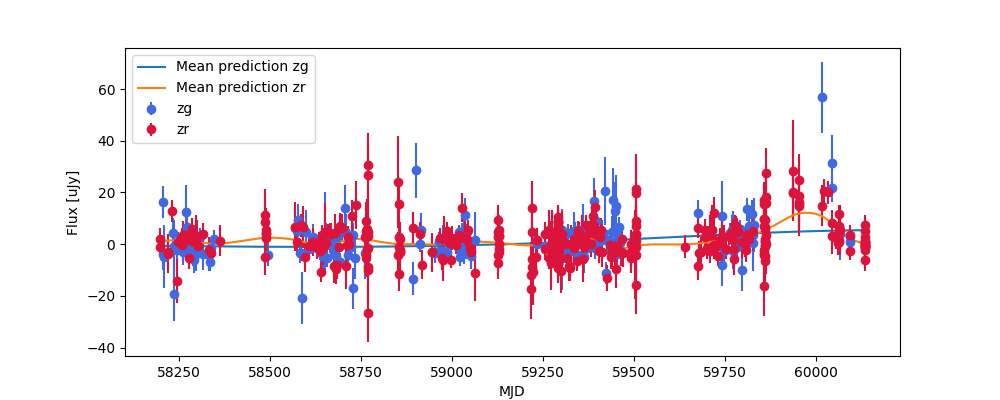 Mean prediction zg
Mean prediction zr
zg
zr
Flux [uJy]
60
40
20
0
−20
−40
58250
58500
58750
59000
59250
59500
59750
60000
MJD